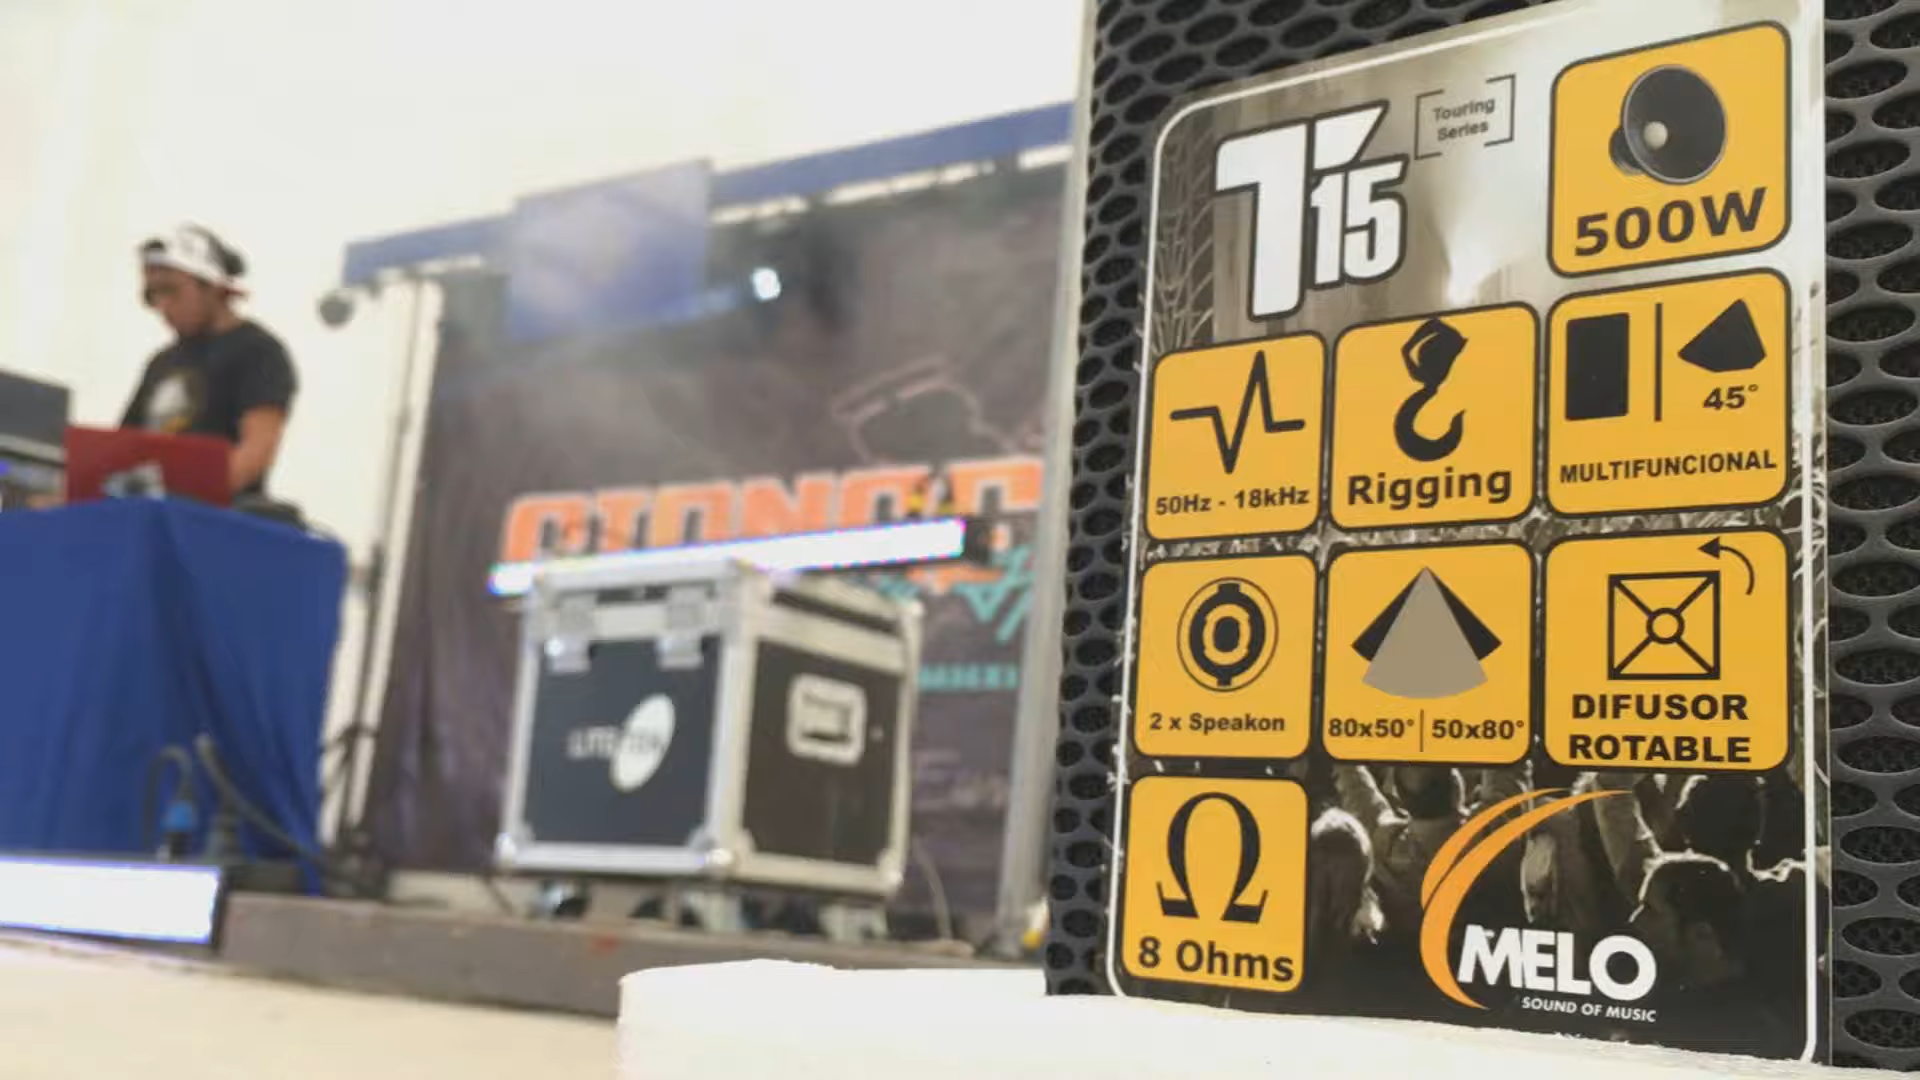 T15
Touring
Series
500W
50Hz - 18kHz
Rigging
45°
MULTIFUNCIONAL
2 x Speakon
80x50° | 50x80°
DIFUSOR
ROTABLE
8 Ohms
MELO
SOUND OF MUSIC